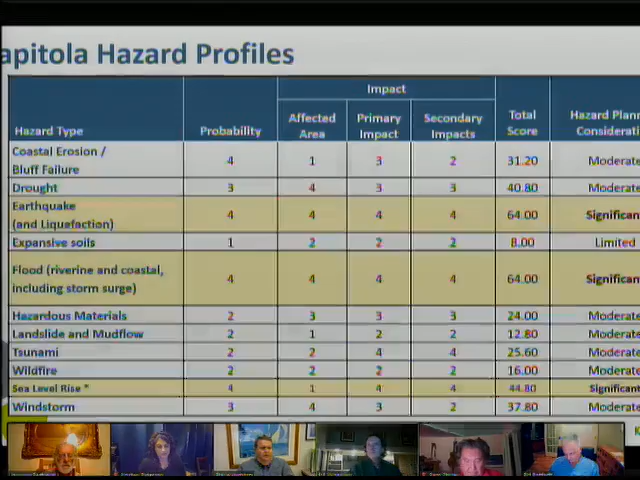 apitola Hazard Profiles
Impact
Hazard Type Probability Affected Area Primary Impact Secondary Impacts Total Score Hazard Plann Consideratio
Coastal Erosion / Bluff Failure 4 1 3 2 31.20 Moderate
Drought 3 4 3 3 40.80 Moderate
Earthquake (and Liquefaction) 4 4 4 4 64.00 Significan
Expansive soils 1 2 2 2 8.00 Limited
Flood (riverine and coastal, including storm surge) 4 4 4 4 64.00 Significan
Hazardous Materials 2 3 3 3 24.00 Moderate
Landslide and Mudflow 2 1 2 2 12.80 Moderate
Tsunami 2 2 4 4 25.60 Moderate
Wildfire 2 2 2 2 16.00 Moderate
Sea Level Rise * 4 1 4 4 44.80 Significan
Windstorm 3 4 3 2 37.80 Moderate